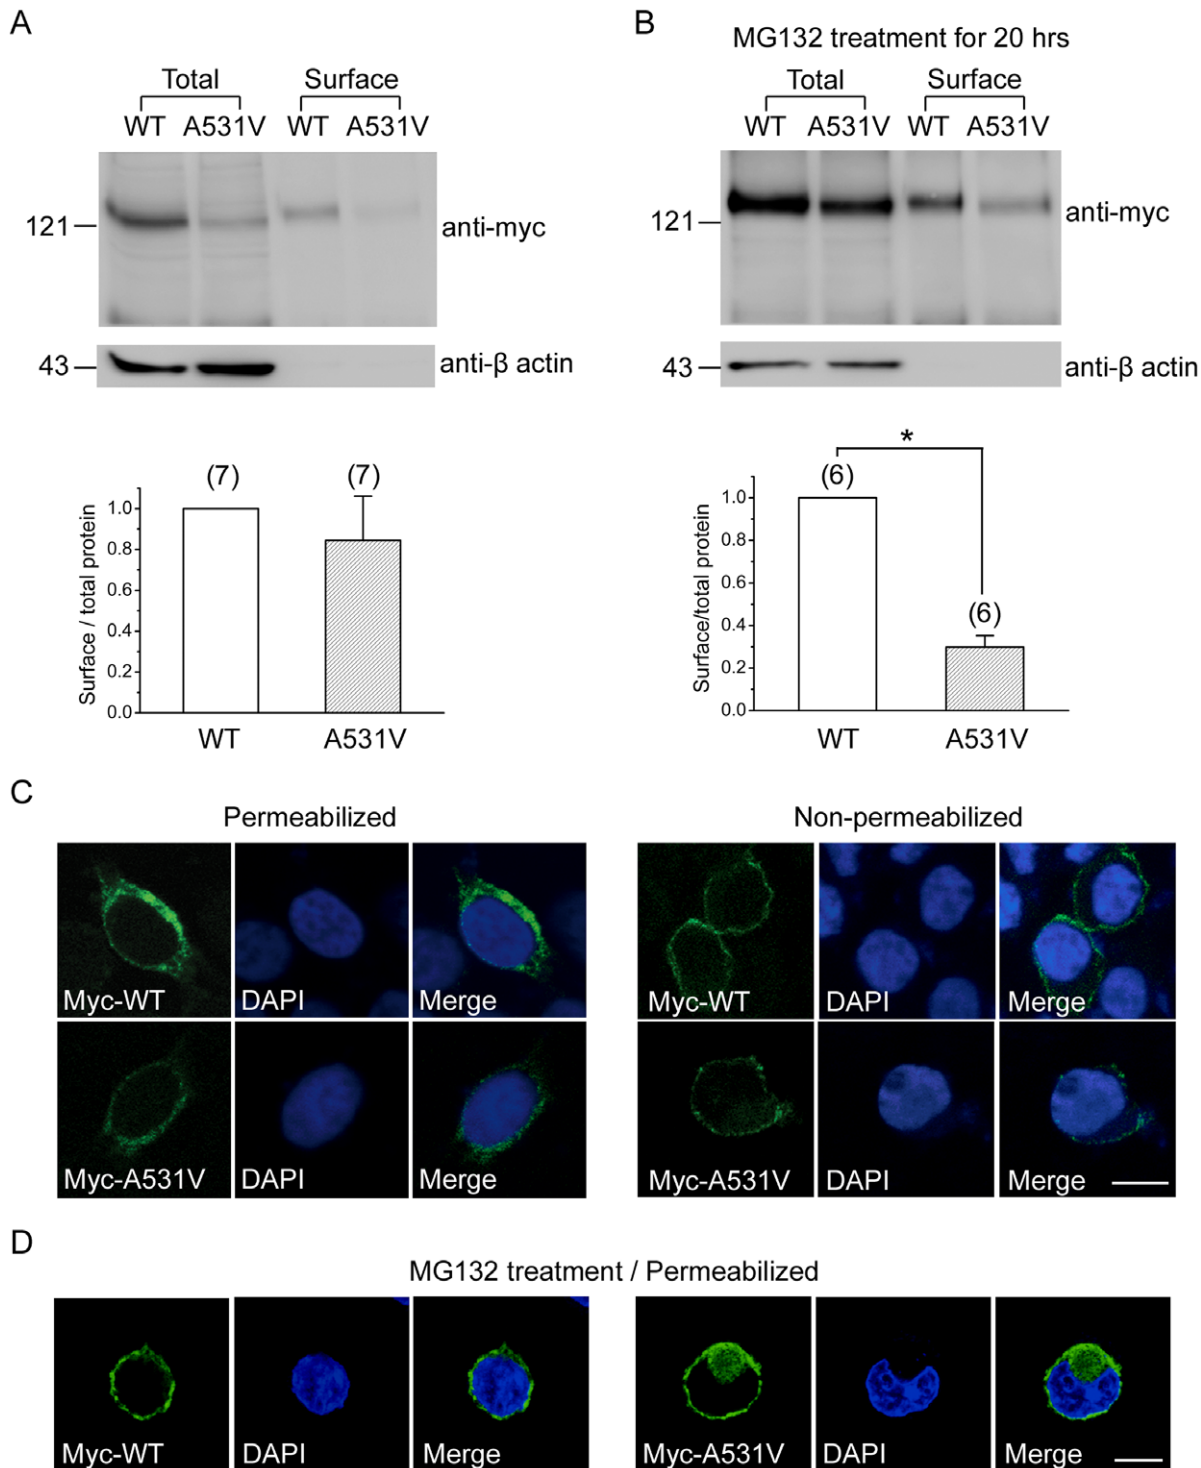 A
Total Surface
WT A531V WT A531V
121
anti-myc
43
anti-β actin
(7) (7)
Surface / total protein
1.0
0.8
0.6
0.4
0.2
0.0
WT A531V
B
MG132 treatment for 20 hrs
Total Surface
WT A531V WT A531V
121
anti-myc
43
anti-β actin
*
(6)
(6)
Surface/total protein
1.0
0.8
0.6
0.4
0.2
0.0
WT A531V
C
Permeabilized
Myc-WT DAPI Merge
Myc-A531V DAPI Merge
Non-permeabilized
Myc-WT DAPI Merge
Myc-A531V DAPI Merge
D
MG132 treatment / Permeabilized
Myc-WT DAPI Merge
Myc-A531V DAPI Merge